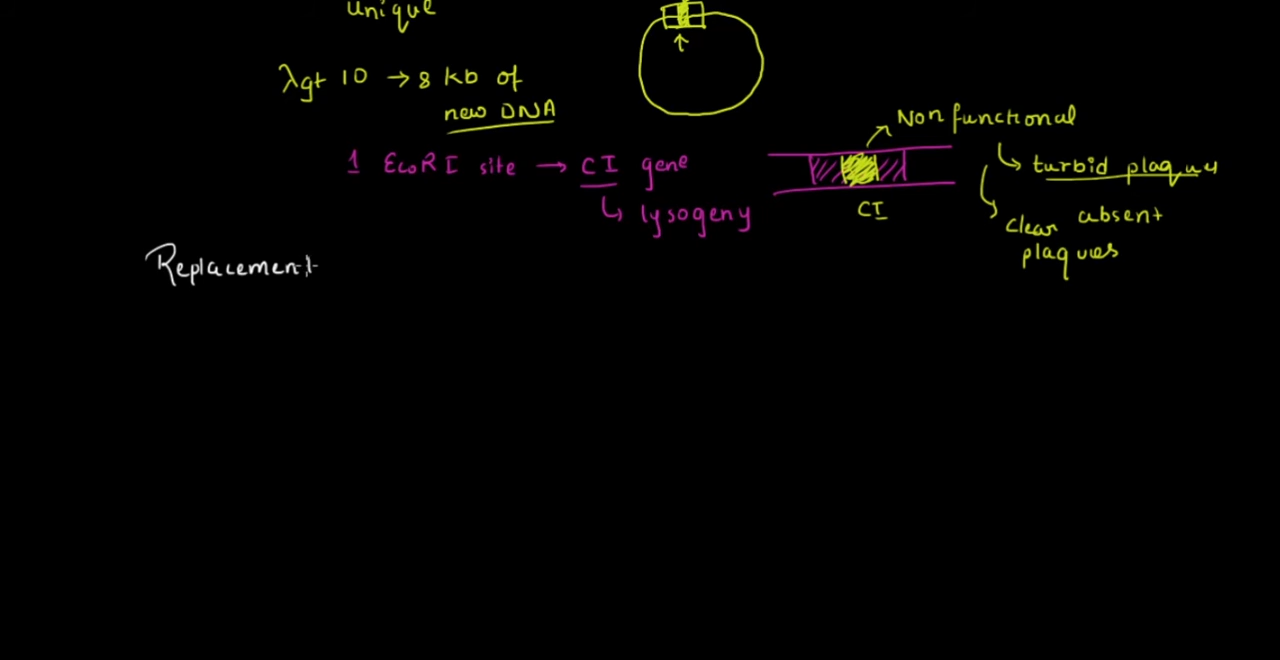 unique
λgt 10 → 8 kb of
new DNA
Non functional
1 EcoRI site → CI gene
↳ turbid plaques
CI
↳ lysogeny
absent
clear
plaques
Replacement